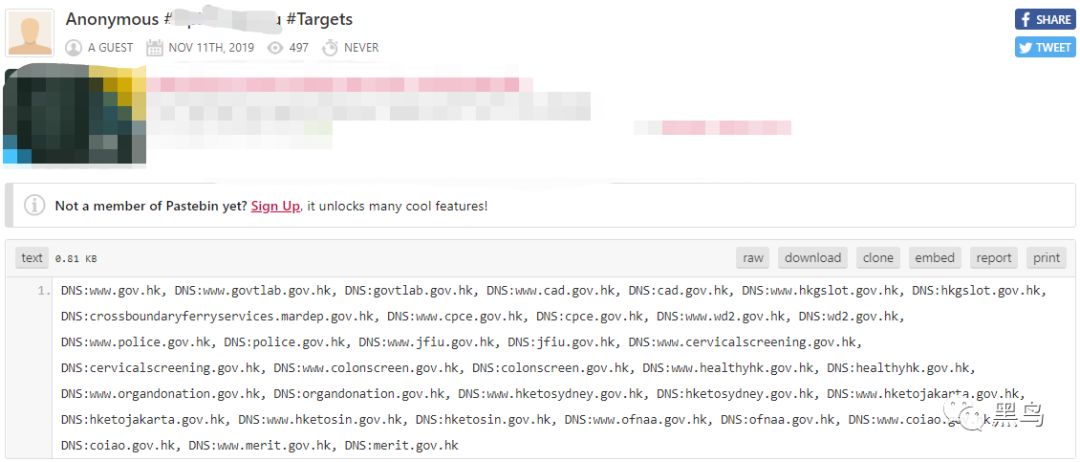 Anonymous # #Targets
A GUEST NOV 11TH, 2019 497 NEVER
SHARE
TWEET
Not a member of Pastebin yet? Sign Up, it unlocks many cool features!
text 0.81 KB raw download clone embed report print
1. DNS:www.gov.hk, DNS:www.govtlab.gov.hk, DNS:govtlab.gov.hk, DNS:www.cad.gov.hk, DNS:cad.gov.hk, DNS:www.hkgslot.gov.hk, DNS:hkgslot.gov.hk,
DNS:crossboundaryferryservices.mardep.gov.hk, DNS:www.cpce.gov.hk, DNS:cpce.gov.hk, DNS:www.wd2.gov.hk, DNS:wd2.gov.hk,
DNS:www.police.gov.hk, DNS:police.gov.hk, DNS:www.jfiu.gov.hk, DNS:jfiu.gov.hk, DNS:www.cervicalscreening.gov.hk,
DNS:cervicalscreening.gov.hk, DNS:www.colonscreen.gov.hk, DNS:colonscreen.gov.hk, DNS:www.healthyhk.gov.hk, DNS:healthyhk.gov.hk,
DNS:www.organdonation.gov.hk, DNS:organdonation.gov.hk, DNS:www.hketosydney.gov.hk, DNS:hketosydney.gov.hk, DNS:www.hketojakarta.gov.hk,
DNS:hketojakarta.gov.hk, DNS:www.hketosin.gov.hk, DNS:hketosin.gov.hk, DNS:www.ofnaa.gov.hk, DNS:ofnaa.gov.hk, DNS:www.coiao.gov.hk,
DNS:coiao.gov.hk, DNS:www.merit.gov.hk, DNS:merit.gov.hk
黑鸟